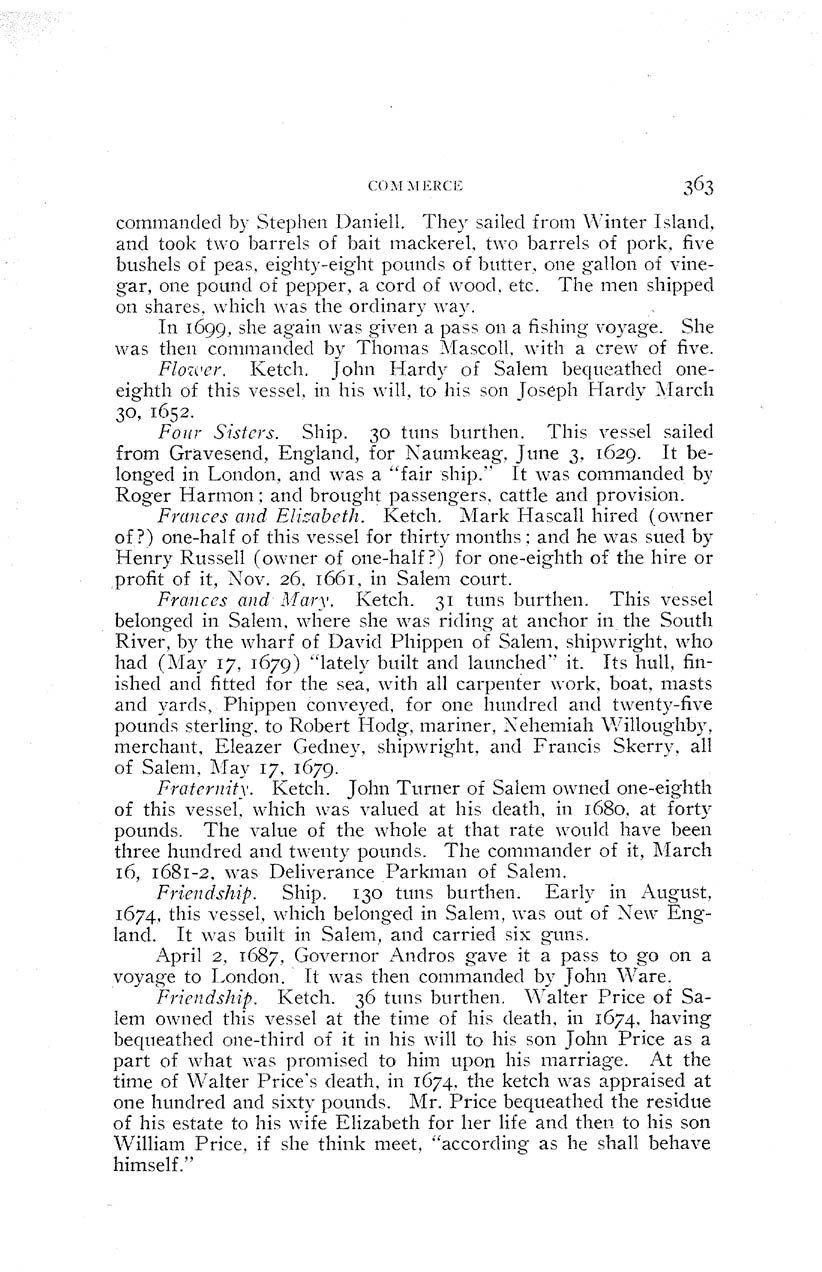 COMMERCE 363
commanded by Stephen Daniell. They sailed from Winter Island,
and took two barrels of bait mackerel, two barrels of pork, five
bushels of peas, eighty-eight pounds of butter, one gallon of vine-
gar, one pound of pepper, a cord of wood, etc. The men shipped
on shares, which was the ordinary way.
In 1699, she again was given a pass on a fishing voyage. She
was then commanded by Thomas Mascoll, with a crew of five.
Flower. Ketch. John Hardy of Salem bequeathed one-
eighth of this vessel, in his will, to his son Joseph Hardy March
30, 1652.
Four Sisters. Ship. 30 tuns burthen. This vessel sailed
from Gravesend, England, for Naumkeag, June 3, 1629. It be-
longed in London, and was a "fair ship." It was commanded by
Roger Harmon; and brought passengers, cattle and provision.
Frances and Elizabeth. Ketch. Mark Hascall hired (owner
of?) one-half of this vessel for thirty months; and he was sued by
Henry Russell (owner of one-half?) for one-eighth of the hire or
profit of it, Nov. 26, 1661, in Salem court.
Frances and Mary. Ketch. 31 tuns burthen. This vessel
belonged in Salem, where she was riding at anchor in the South
River, by the wharf of David Phippen of Salem, shipwright, who
had (May 17, 1679) "lately built and launched" it. Its hull, fin-
ished and fitted for the sea, with all carpenter work, boat, masts
and yards, Phippen conveyed, for one hundred and twenty-five
pounds sterling, to Robert Hodg, mariner, Nehemiah Willoughby,
merchant, Eleazer Gedney, shipwright, and Francis Skerry, all
of Salem, May 17, 1679.
Fraternity. Ketch. John Turner of Salem owned one-eighth
of this vessel, which was valued at his death, in 1680, at forty
pounds. The value of the whole at that rate would have been
three hundred and twenty pounds. The commander of it, March
16, 1681-2, was Deliverance Parkman of Salem.
Friendship. Ship. 130 tuns burthen. Early in August,
1674, this vessel, which belonged in Salem, was out of New Eng-
land. It was built in Salem, and carried six guns.
April 2, 1687, Governor Andros gave it a pass to go on a
voyage to London. It was then commanded by John Ware.
Friendship. Ketch. 36 tuns burthen. Walter Price of Sa-
lem owned this vessel at the time of his death, in 1674, having
bequeathed one-third of it in his will to his son John Price as a
part of what was promised to him upon his marriage. At the
time of Walter Price's death, in 1674, the ketch was appraised at
one hundred and sixty pounds. Mr. Price bequeathed the residue
of his estate to his wife Elizabeth for her life and then to his son
William Price, if she think meet, "according as he shall behave
himself."